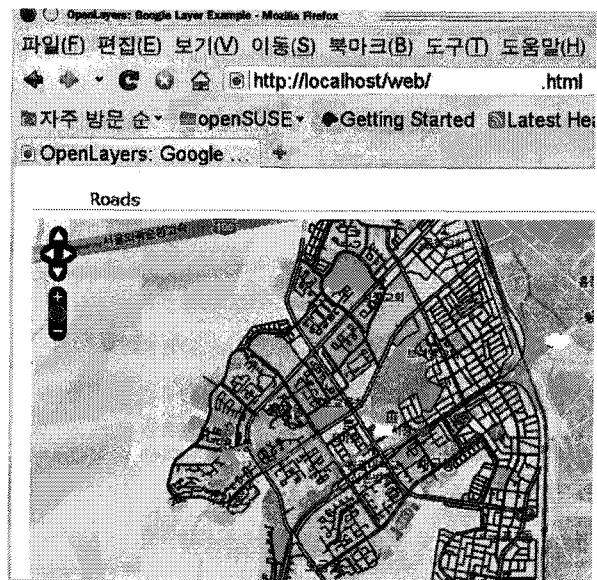 OpenLayers: Google Layer Example - Mozilla Firefox
파일(F) 편집(E) 보기(V) 이동(S) 북마크(B) 도구(T) 도움말(H)
http://localhost/web/ .html
자주 방문 순 openSUSE Getting Started Latest Hea
OpenLayers: Google ...
Roads
100